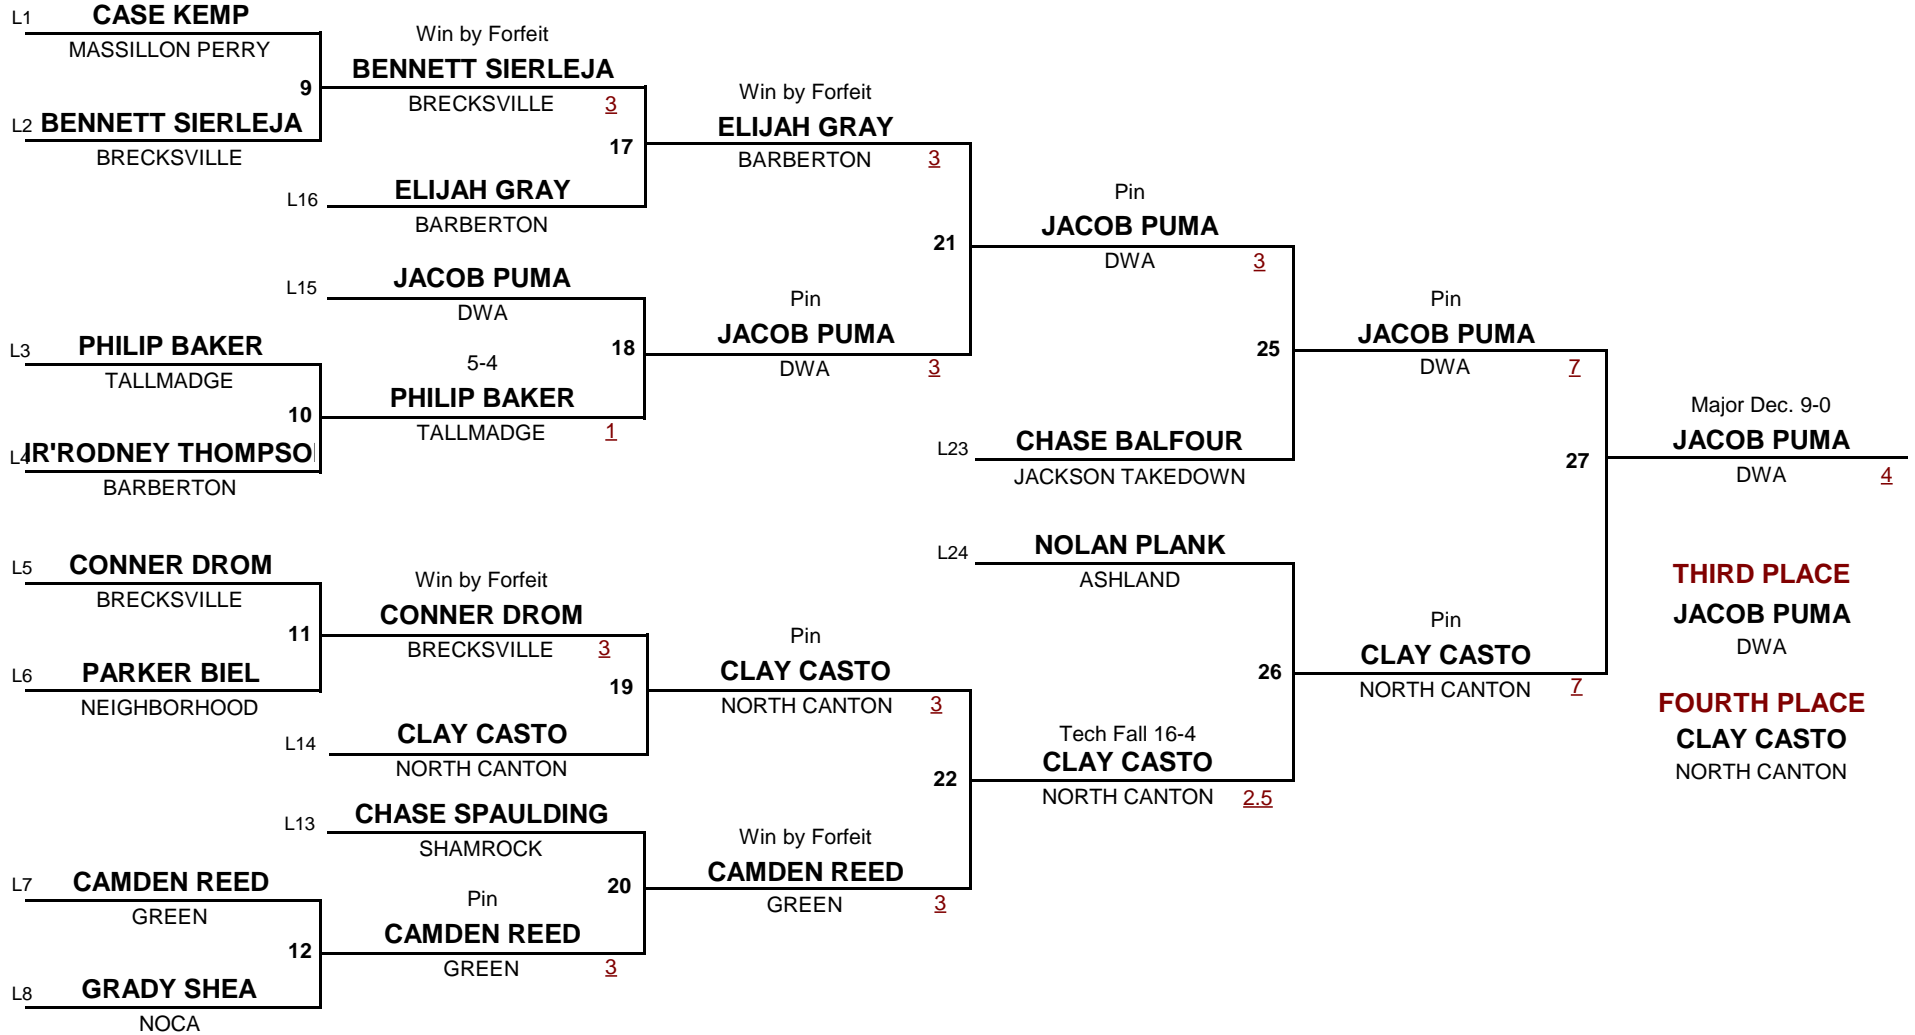 L1 CASE KEMP
MASSILLON PERRY
9
L2 BENNETT SIERLEJA
BRECKSVILLE
Win by Forfeit
BENNETT SIERLEJA
BRECKSVILLE 3
17
L16 ELIJAH GRAY
BARBERTON
Win by Forfeit
ELIJAH GRAY
BARBERTON 3
21
L15 JACOB PUMA
DWA
18
L3 PHILIP BAKER
TALLMADGE
10
L4 IR'RODNEY THOMPSO
BARBERTON
5-4
PHILIP BAKER
TALLMADGE 1
Pin
JACOB PUMA
DWA 3
Pin
JACOB PUMA
DWA 3
25
L23 CHASE BALFOUR
JACKSON TAKEDOWN
Pin
JACOB PUMA
DWA 7
27
Major Dec. 9-0
JACOB PUMA
DWA 4
L5 CONNER DROM
BRECKSVILLE
11
L6 PARKER BIEL
NEIGHBORHOOD
Win by Forfeit
CONNER DROM
BRECKSVILLE 3
19
L14 CLAY CASTO
NORTH CANTON
Pin
CLAY CASTO
NORTH CANTON 3
22
L13 CHASE SPAULDING
SHAMROCK
20
L7 CAMDEN REED
GREEN
12
L8 GRADY SHEA
NOCA
Pin
CAMDEN REED
GREEN 3
Win by Forfeit
CAMDEN REED
GREEN 3
L24 NOLAN PLANK
ASHLAND
26
Tech Fall 16-4
CLAY CASTO
NORTH CANTON 2.5
Pin
CLAY CASTO
NORTH CANTON 7
THIRD PLACE
JACOB PUMA
DWA
FOURTH PLACE
CLAY CASTO
NORTH CANTON